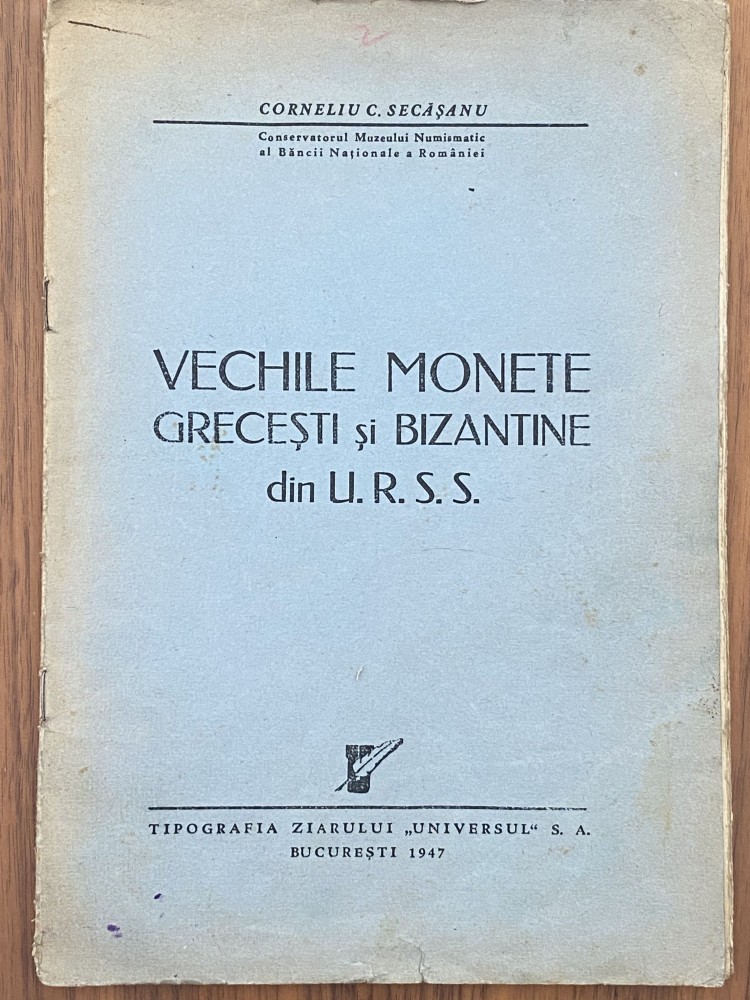 CORNELIU C. SECĂȘANU
Conservatorul Muzeului Numismatic
al Băncii Naționale a României
VECHILE MONETE
GRECEȘTI și BIZANTINE
din U. R. S. S.
TIPOGRAFIA ZIARULUI „UNIVERSUL“ S. A.
BUCUREȘTI 1947